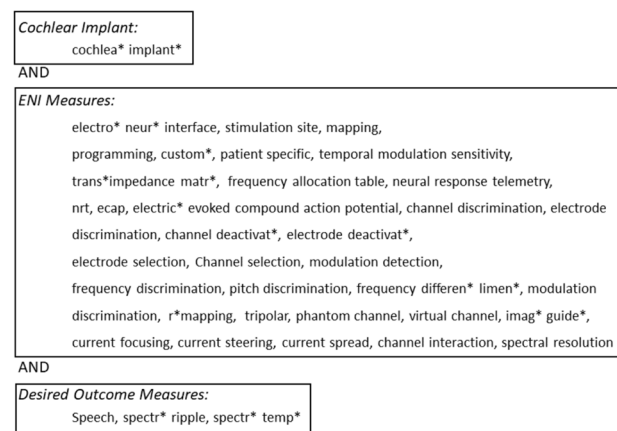 Cochlear Implant:
cochlea* implant*
AND
ENI Measures:
electro* neur* interface, stimulation site, mapping,
programming, custom*, patient specific, temporal modulation sensitivity,
trans*impedance matr*, frequency allocation table, neural response telemetry,
nrt, ecap, electric* evoked compound action potential, channel discrimination, electrode
discrimination, channel deactivat*, electrode deactivat*,
electrode selection, Channel selection, modulation detection,
frequency discrimination, pitch discrimination, frequency differen* limen*, modulation
discrimination, r*mapping, tripolar, phantom channel, virtual channel, imag* guide*,
current focusing, current steering, current spread, channel interaction, spectral resolution
AND
Desired Outcome Measures:
Speech, spectr* ripple, spectr* temp*